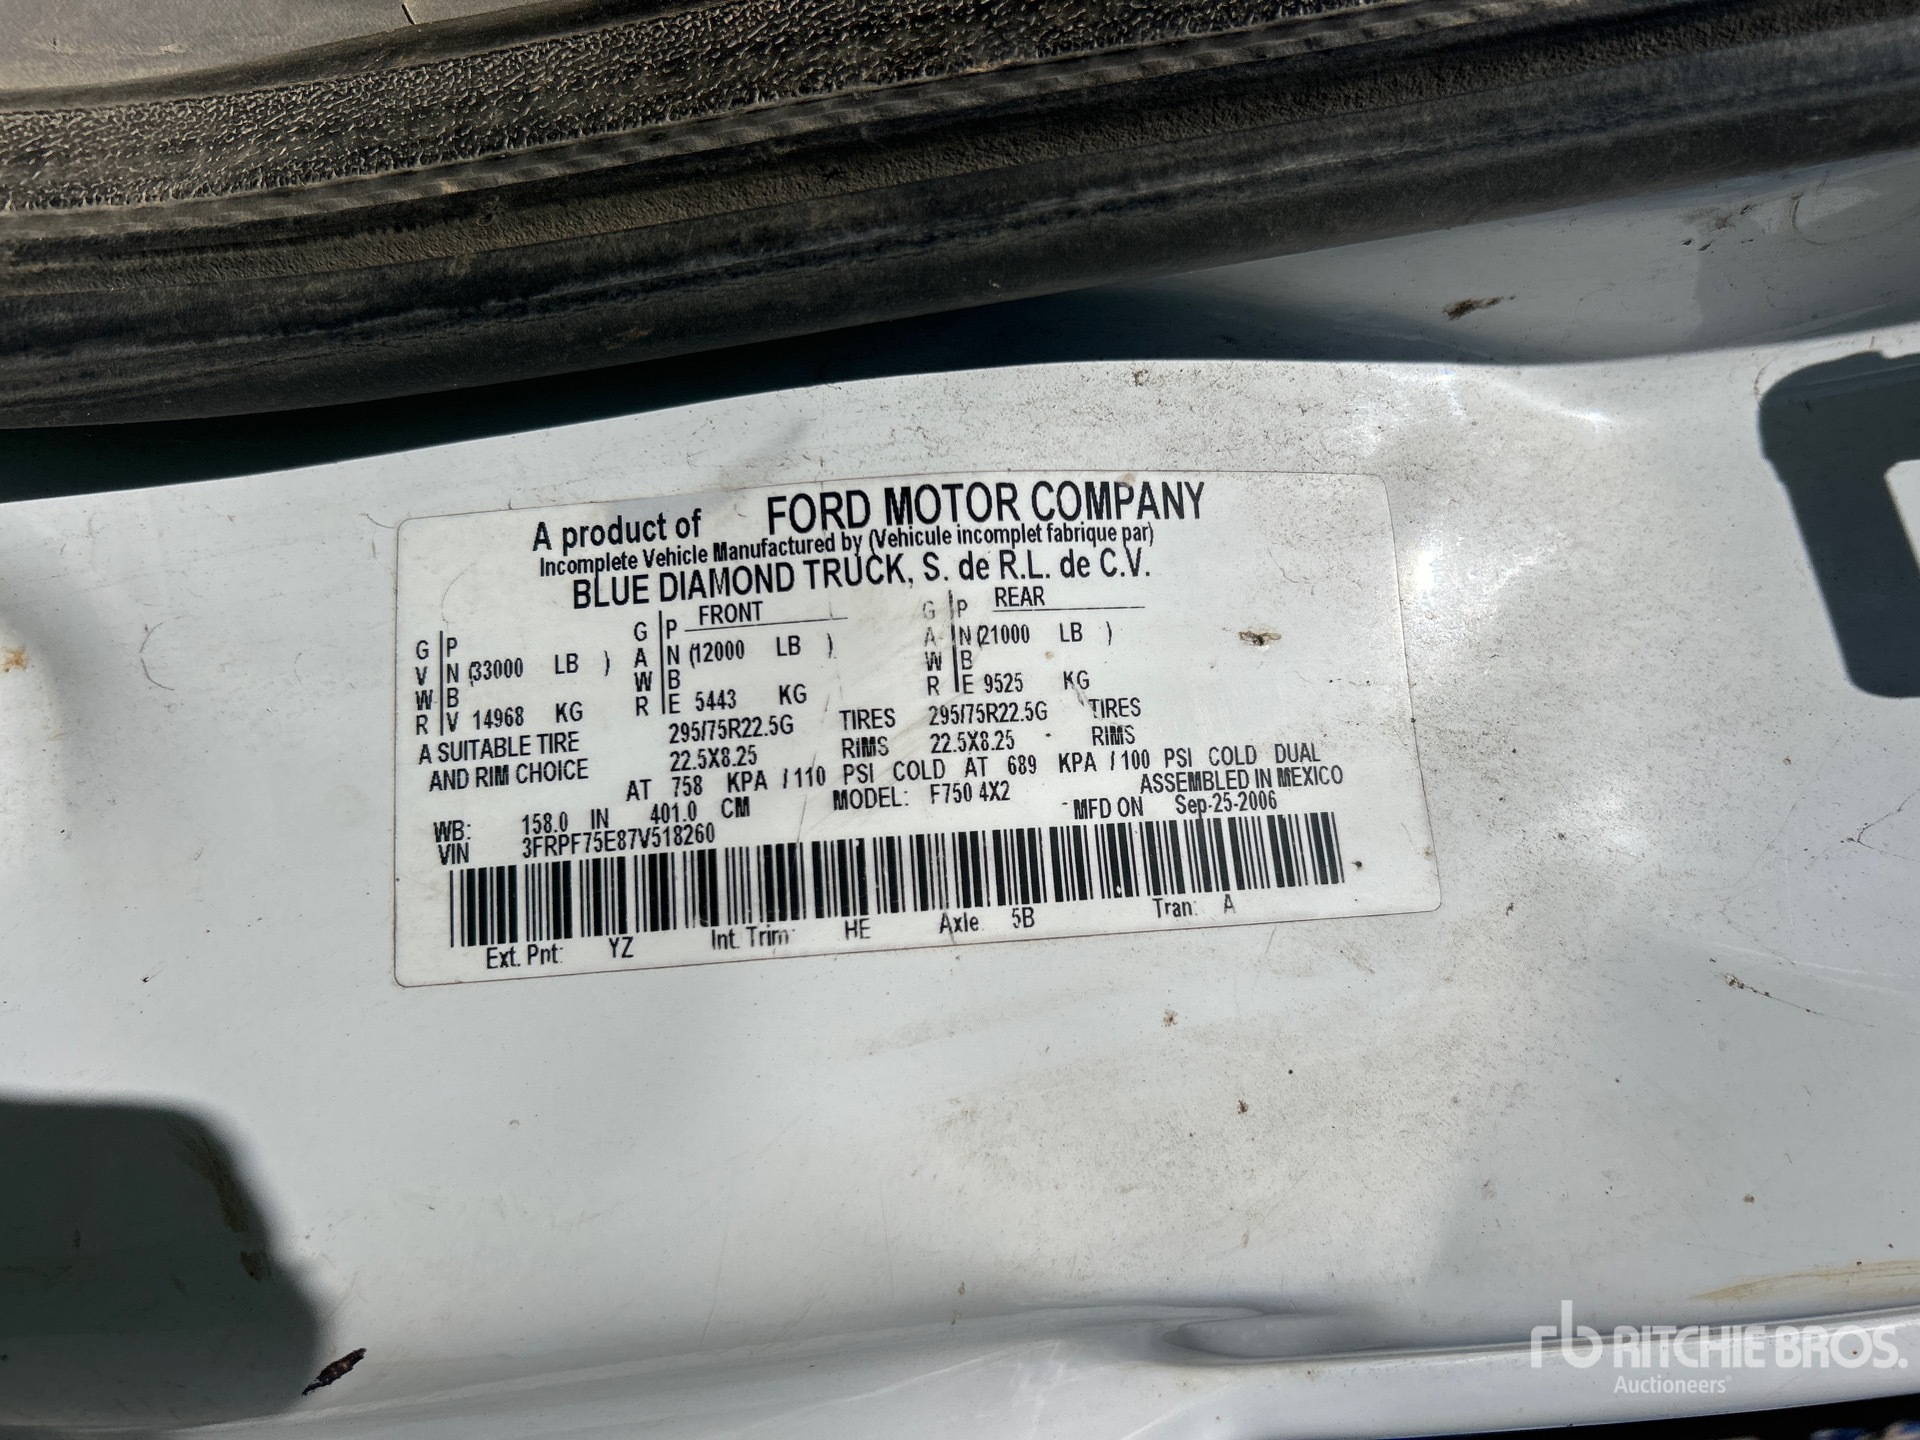 A product of FORD MOTOR COMPANY
Incomplete Vehicle Manufactured by (Vehicule incomplet fabrique par)
BLUE DIAMOND TRUCK, S. de R.L. de C.V.
FRONT REAR
G P G P G P
V N (33000 LB ) A N (12000 LB ) A N (21000 LB )
W B W B W B
R V 14968 KG R E 5443 KG R E 9525 KG
A SUITABLE TIRE 295/75R22.5G TIRES 295/75R22.5G TIRES
AND RIM CHOICE 22.5X8.25 RIMS 22.5X8.25 RIMS
AT 758 KPA / 110 PSI COLD AT 689 KPA / 100 PSI COLD DUAL
WB: 158.0 IN 401.0 CM MODEL: F750 4X2 ASSEMBLED IN MEXICO
VIN 3FRPF75E87V518260 MFD ON Sep-25-2006
Ext. Pnt: YZ Int. Trim: HE Axle: 5B Tran: A
rb RITCHIE BROS.
Auctioneers